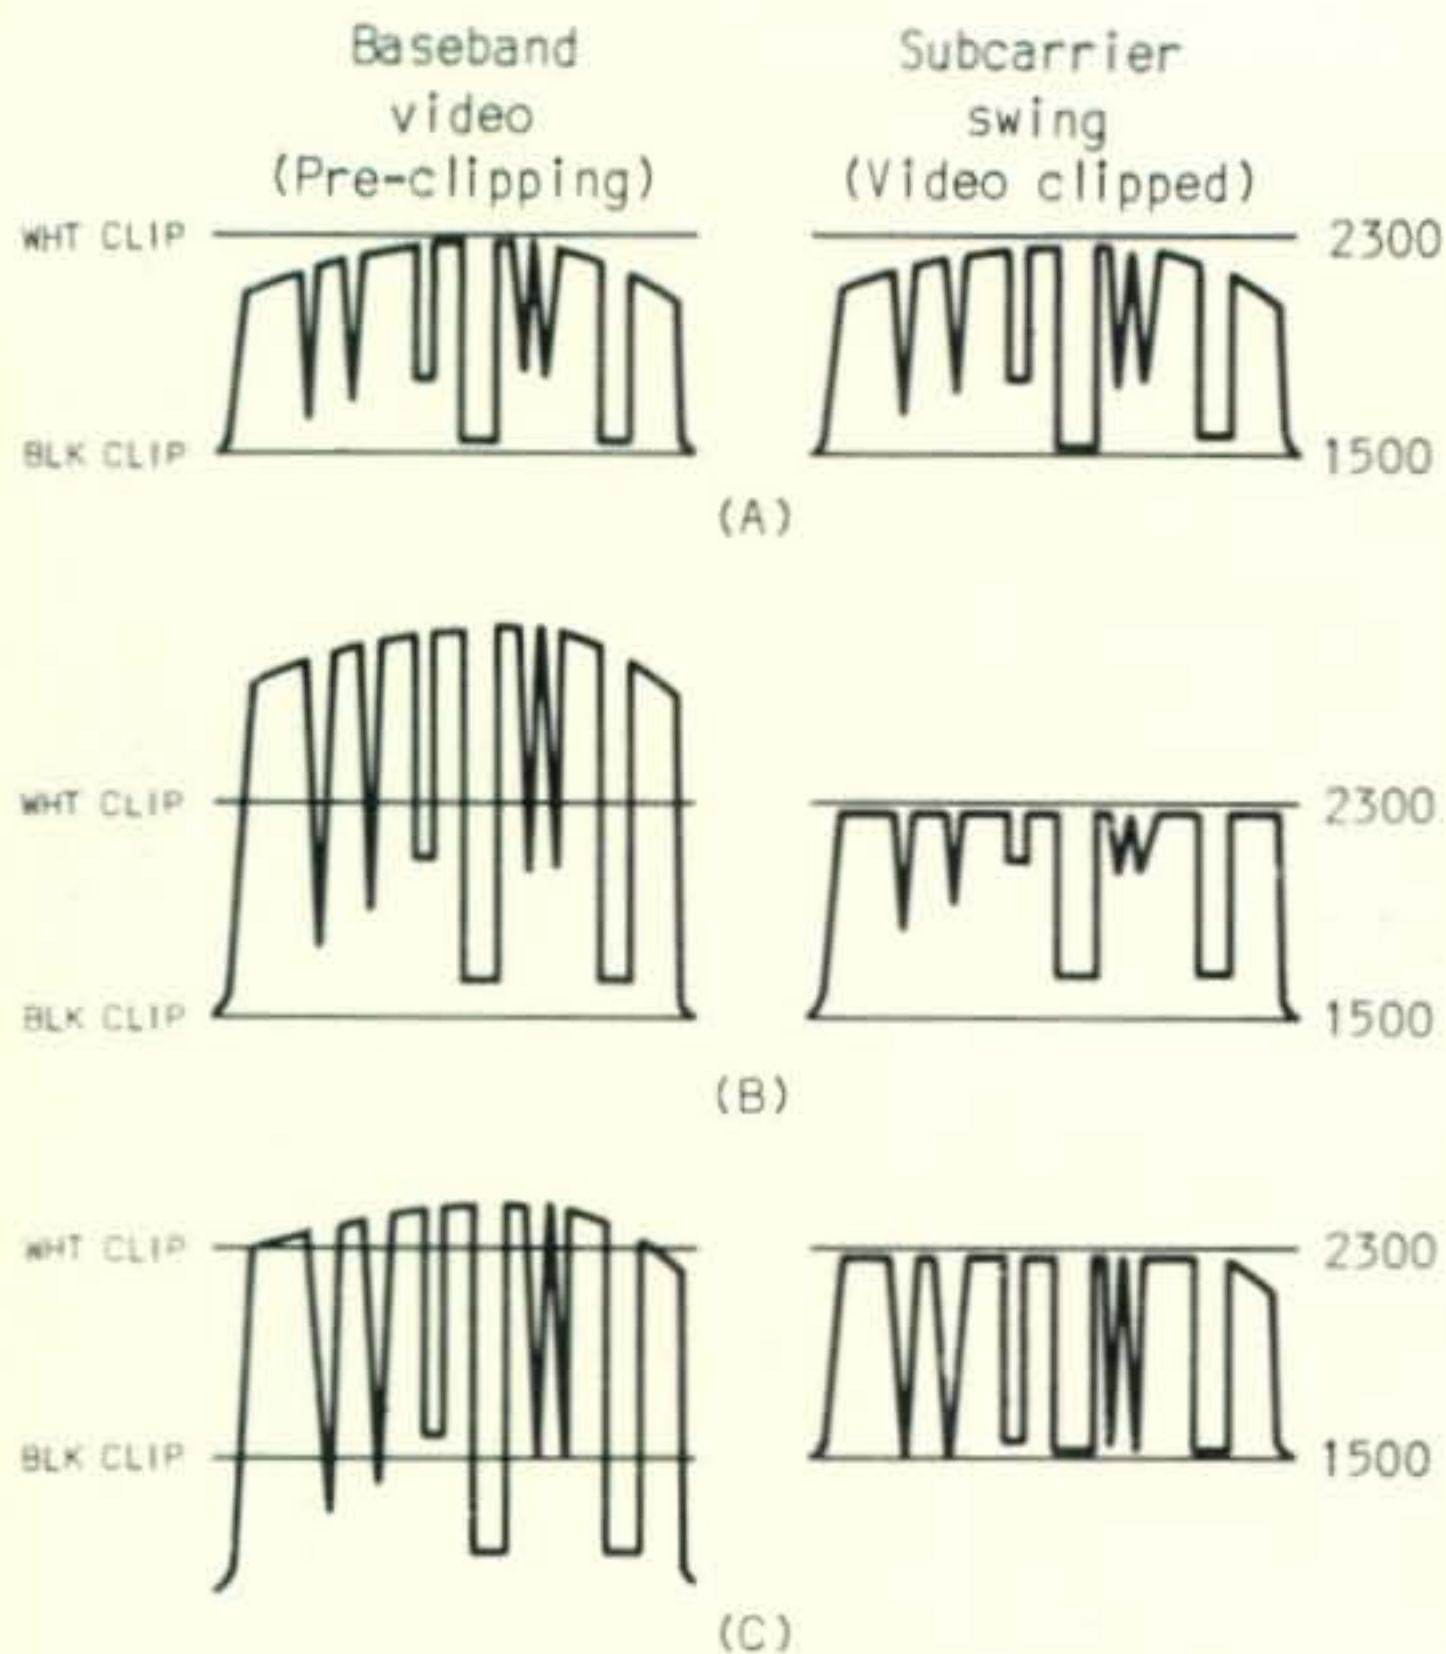 Baseband
video
(Pre-clipping)
Subcarrier
swing
(Video clipped)
WHT CLIP
2300
BLK CLIP
1500
(A)
WHT CLIP
2300
BLK CLIP
1500
(B)
WHT CLIP
2300
BLK CLIP
1500
(C)